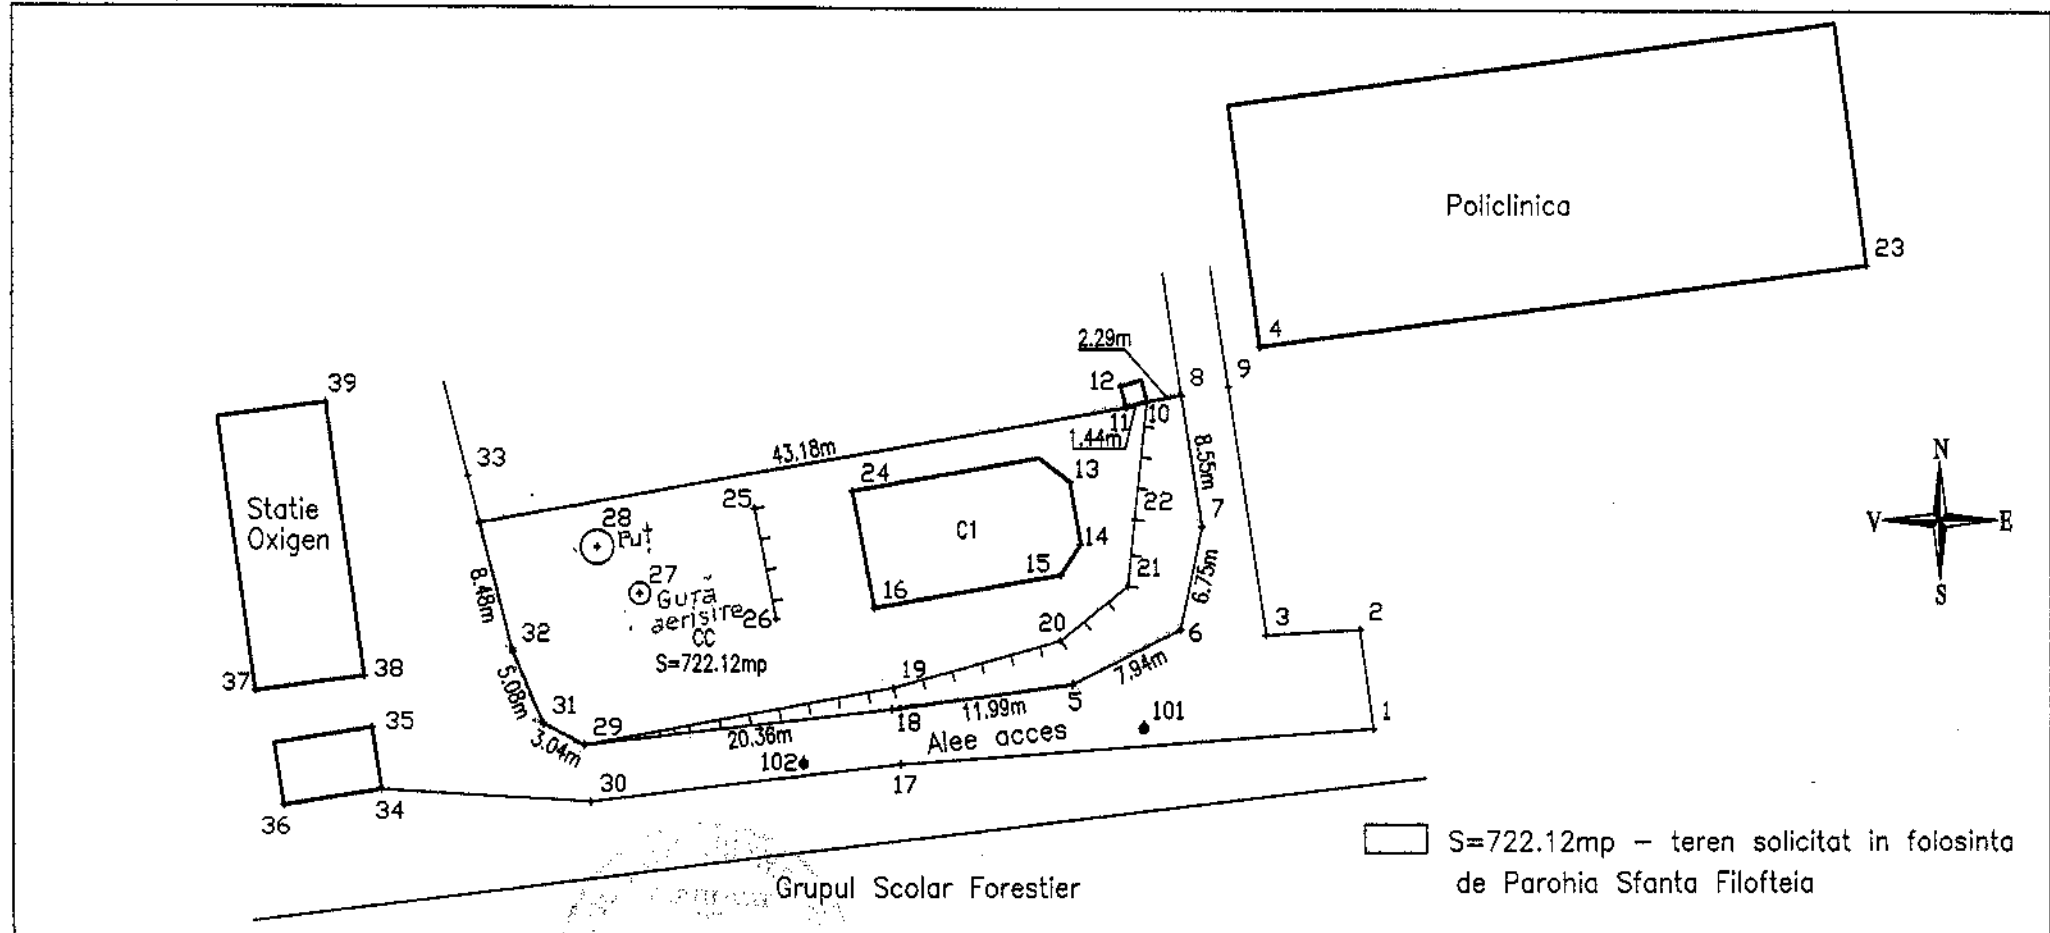 Policlinica
23
4
2.29m
39
12
8
9
11
10
1.44m
43.18m
33
24
13
8.55m
N
Statie
Oxigen
25
28
Puț
22
7
C1
14
V
E
15
21
27
Gură
aerisire
26
16
6.75m
8.48m
32
CC
S=722.12mp
20
6
3
2
S
37
38
5.08m
19
7.94m
31
29
18
11.99m
5
35
3.04m
20.36m
Alee acces
101
1
102
30
17
36
34
S=722.12mp – teren solicitat in folosinta
de Parohia Sfanta Filofteia
Grupul Scolar Forestier